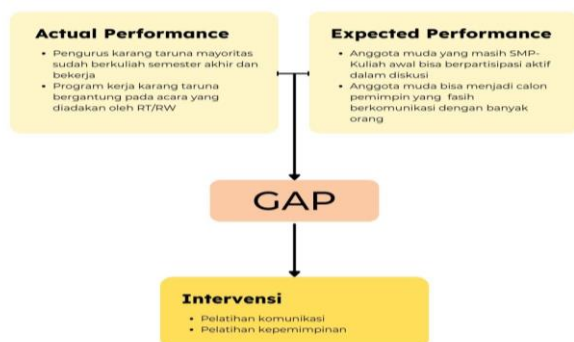 Actual Performance
• Pengurus karang taruna mayoritas
sudah berkuliah semester akhir dan
bekerja
• Program kerja karang taruna
bergantung pada acara yang
diadakan oleh RT/RW
Expected Performance
• Anggota muda yang masih SMP-
Kuliah awal bisa berpartisipasi aktif
dalam diskusi
• Anggota muda bisa menjadi calon
pemimpin yang fasih
berkomunikasi dengan banyak
orang
GAP
Intervensi
• Pelatihan komunikasi
• Pelatihan kepemimpinan